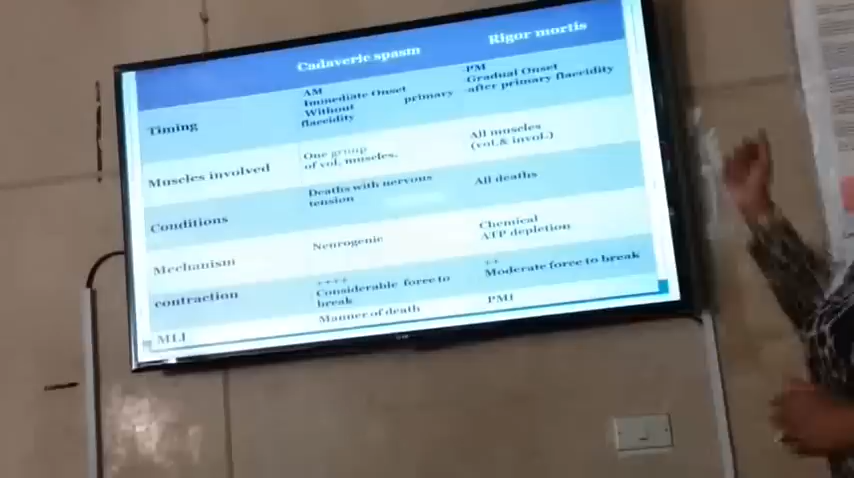 Cadaveric spasm Rigor mortis
Timing
AM
Immediate Onset
Without primary
flaccidity
PM
Gradual Onset
after primary flaccidity
Muscles involved
One group
of vol. muscles.
All muscles
(vol.& invol.)
Conditions
Deaths with nervous
tension
All deaths
Mechanism
Neurogenic
Chemical
ATP depletion
contraction
++++
Considerable force to
break
++
Moderate force to break
MLI
Manner of death
PMI